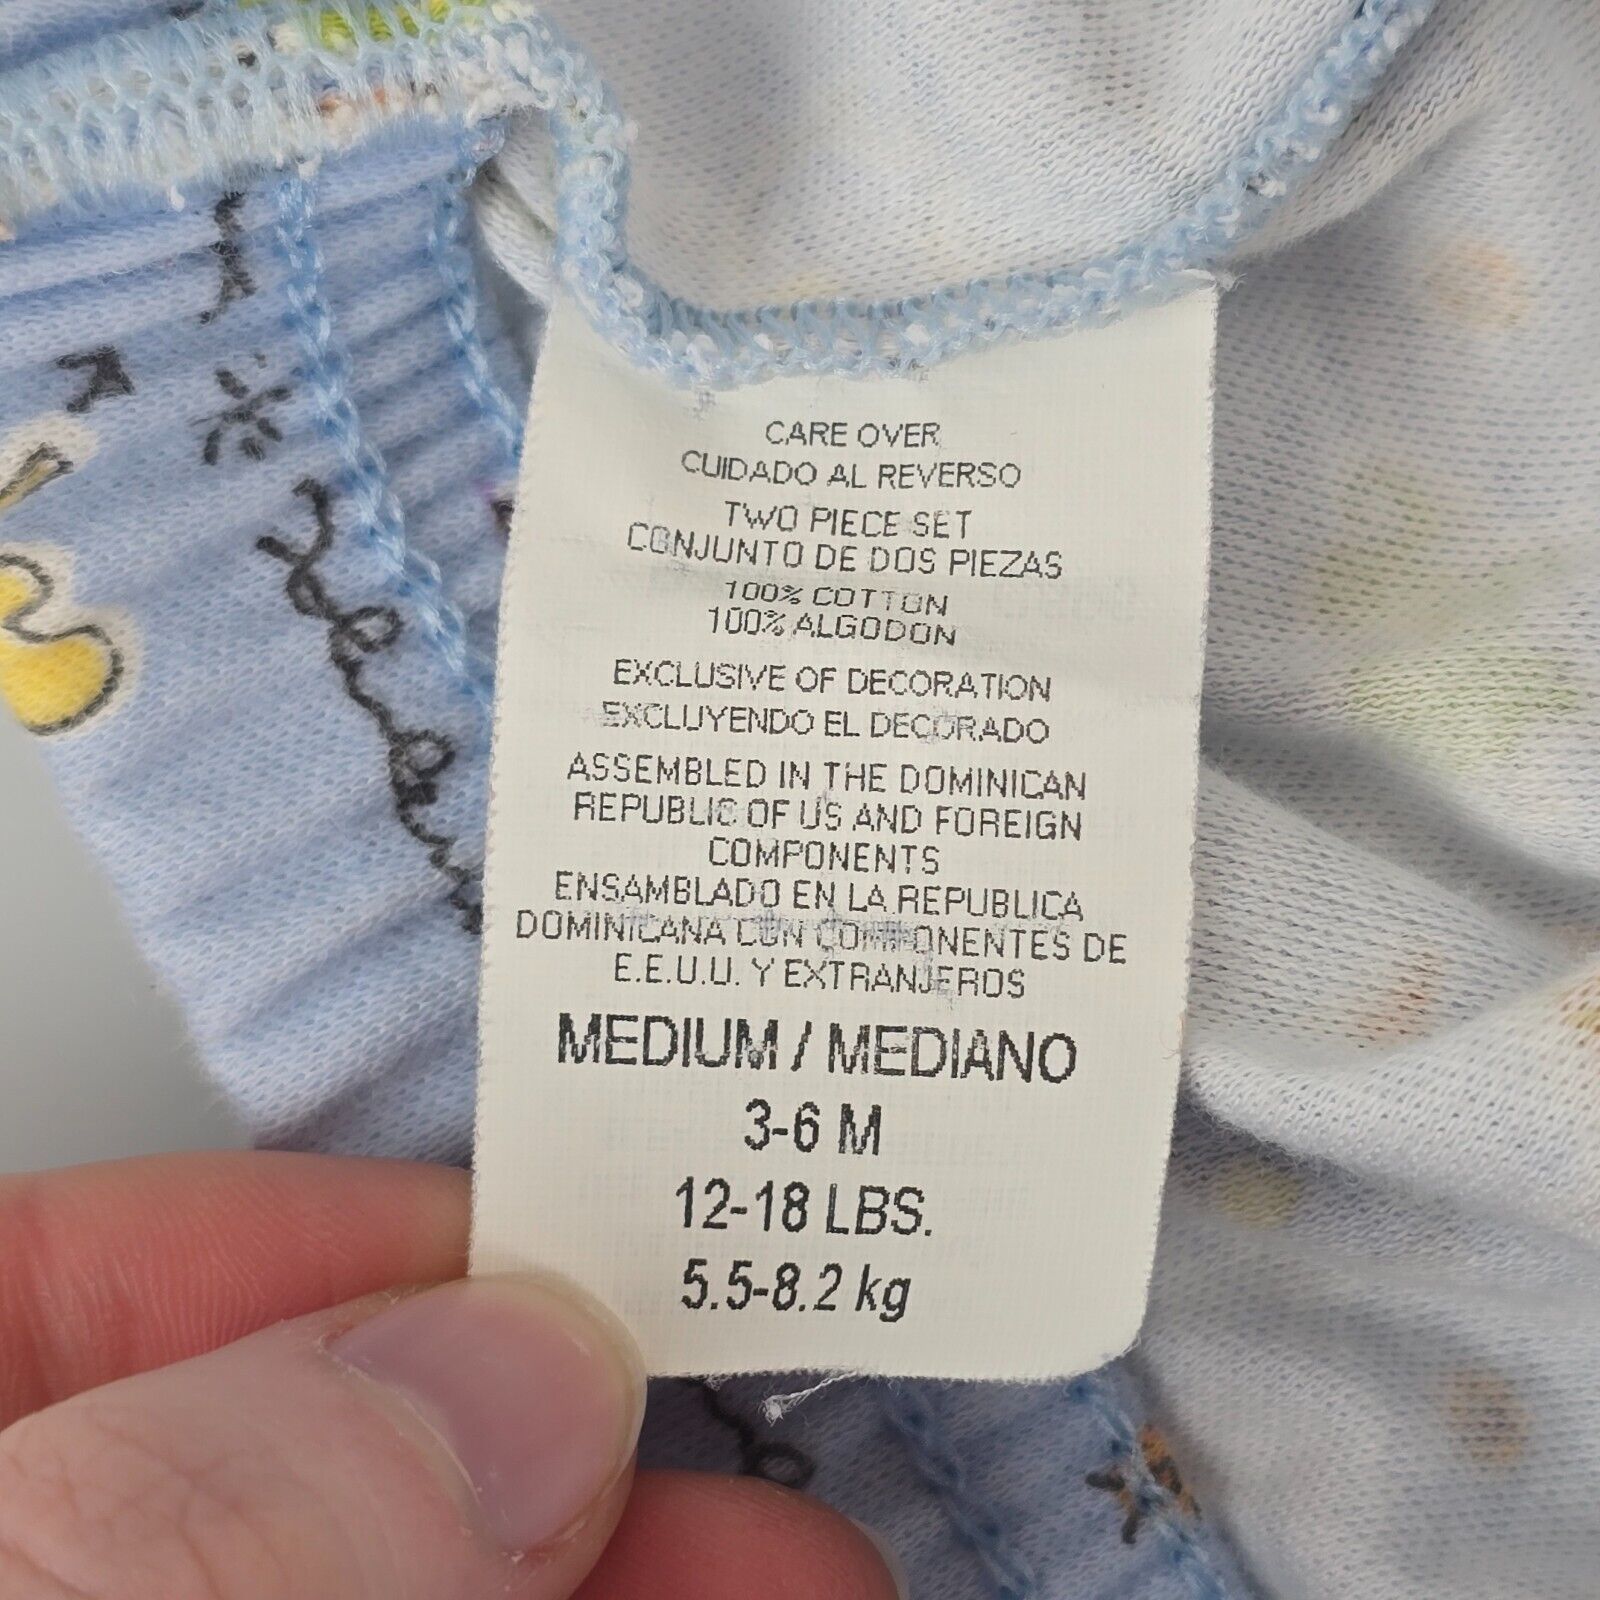 CARE OVER
CUIDADO AL REVERSO
TWO PIECE SET
CONJUNTO DE DOS PIEZAS
100% COTTON
100% ALGODON
EXCLUSIVE OF DECORATION
EXCLUYENDO EL DECORADO
ASSEMBLED IN THE DOMINICAN
REPUBLIC OF US AND FOREIGN
COMPONENTS
ENSAMBLADO EN LA REPUBLICA
DOMINICANA CON COMPONENTES DE
E.E.U.U. Y EXTRANJEROS
MEDIUM / MEDIANO
3-6 M
12-18 LBS.
5.5-8.2 kg